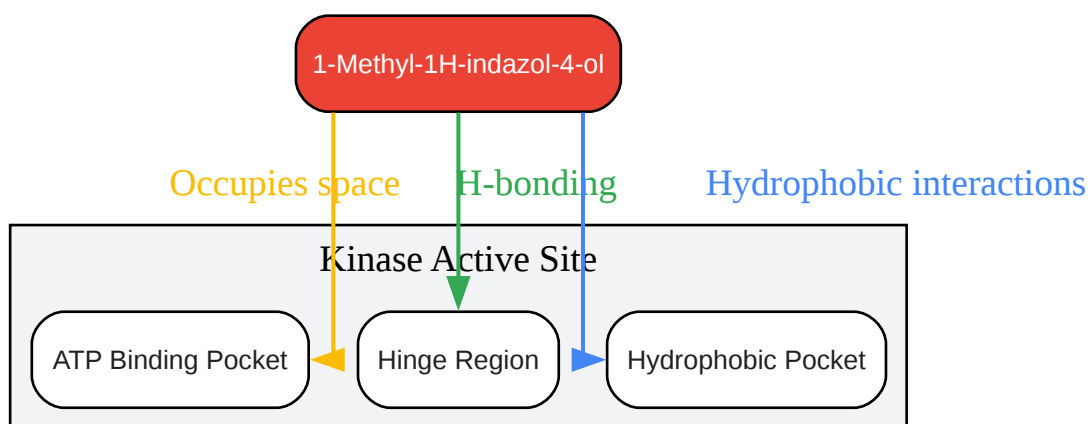 1-Methyl-1H-indazol-4-ol
Occupies space
H-bonding
Hydrophobic interactions
Kinase Active Site
ATP Binding Pocket
Hinge Region
Hydrophobic Pocket